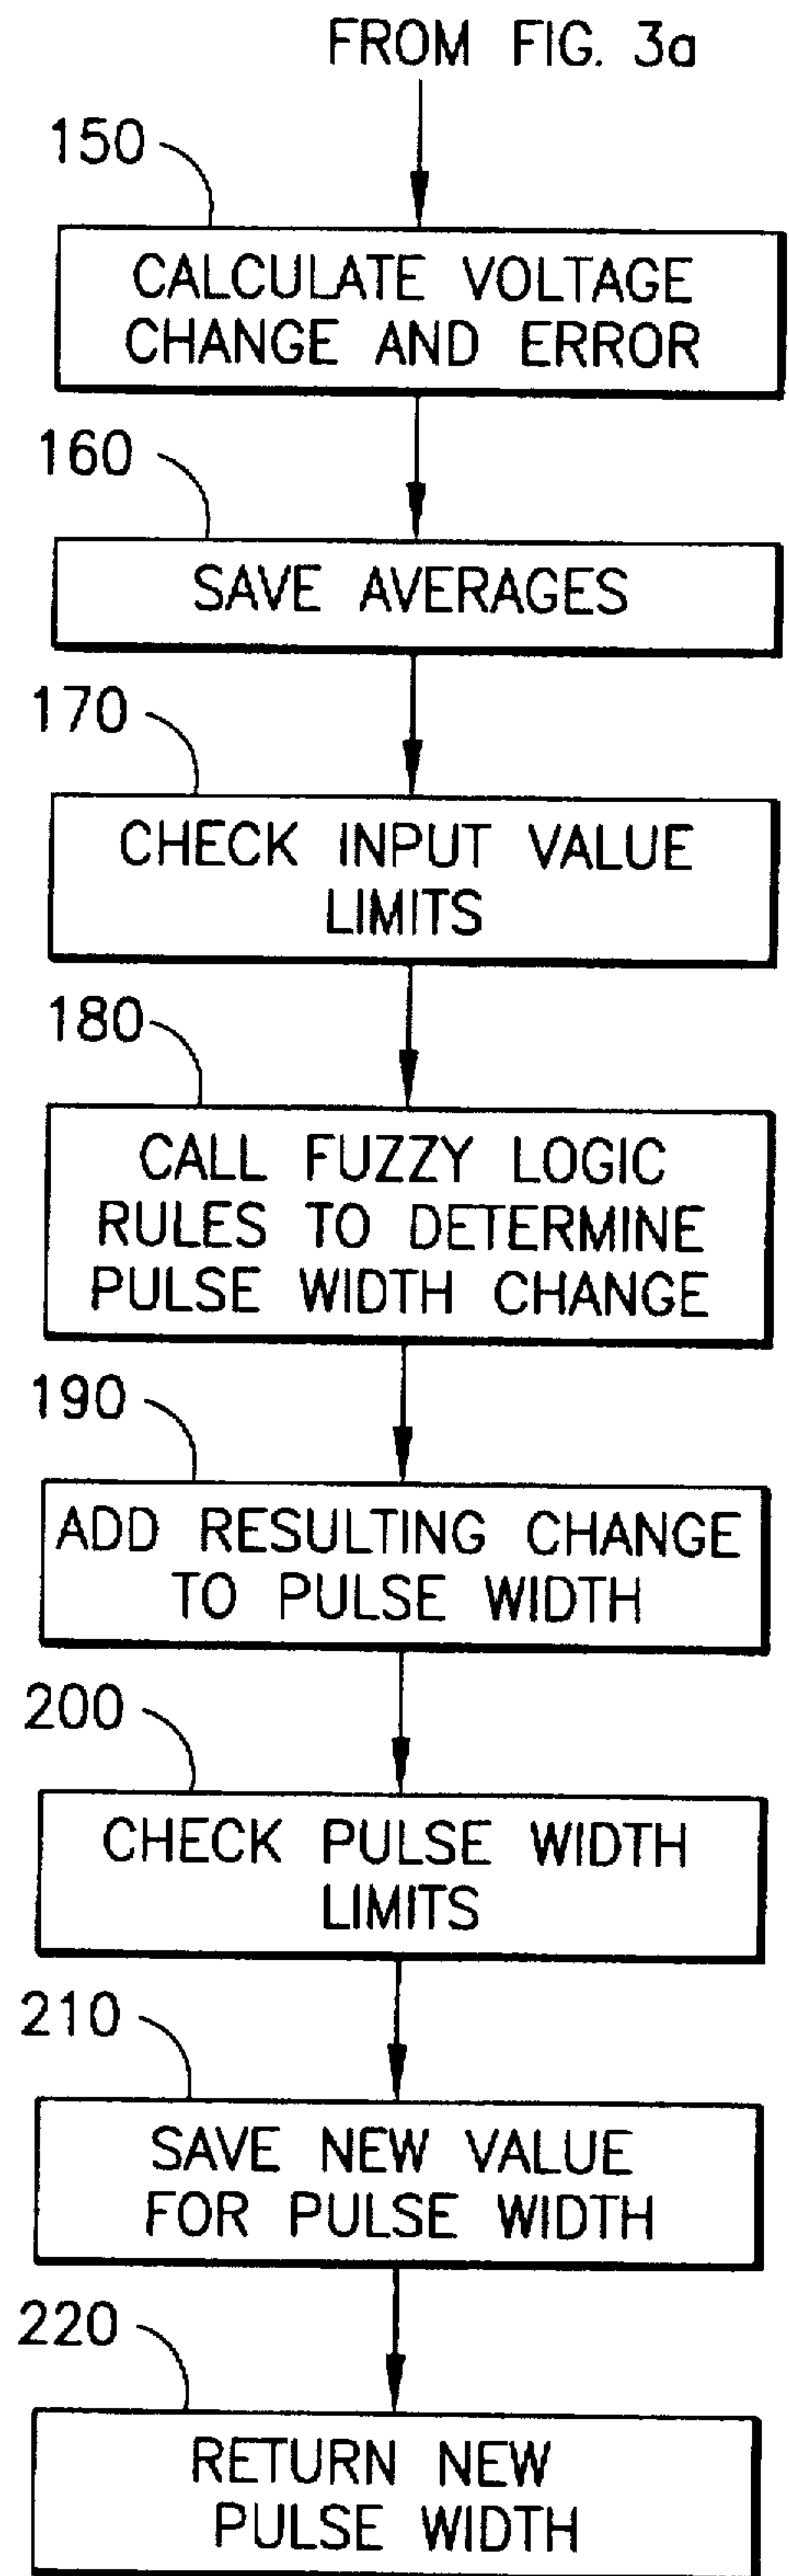 FROM FIG. 3a
150
CALCULATE VOLTAGE
CHANGE AND ERROR
160
SAVE AVERAGES
170
CHECK INPUT VALUE
LIMITS
180
CALL FUZZY LOGIC
RULES TO DETERMINE
PULSE WIDTH CHANGE
190
ADD RESULTING CHANGE
TO PULSE WIDTH
200
CHECK PULSE WIDTH
LIMITS
210
SAVE NEW VALUE
FOR PULSE WIDTH
220
RETURN NEW
PULSE WIDTH